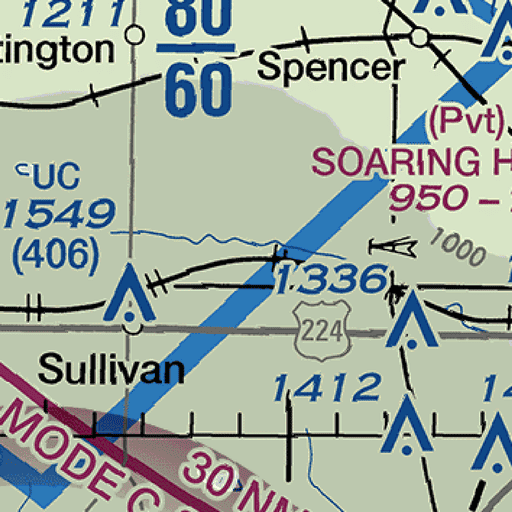 1211
80
60
tington
Spencer
(Pvt)
SOARING H
950 –
UC
1549
(406)
1000
1336
224
Sullivan
1412
14
MODE C
30 NM